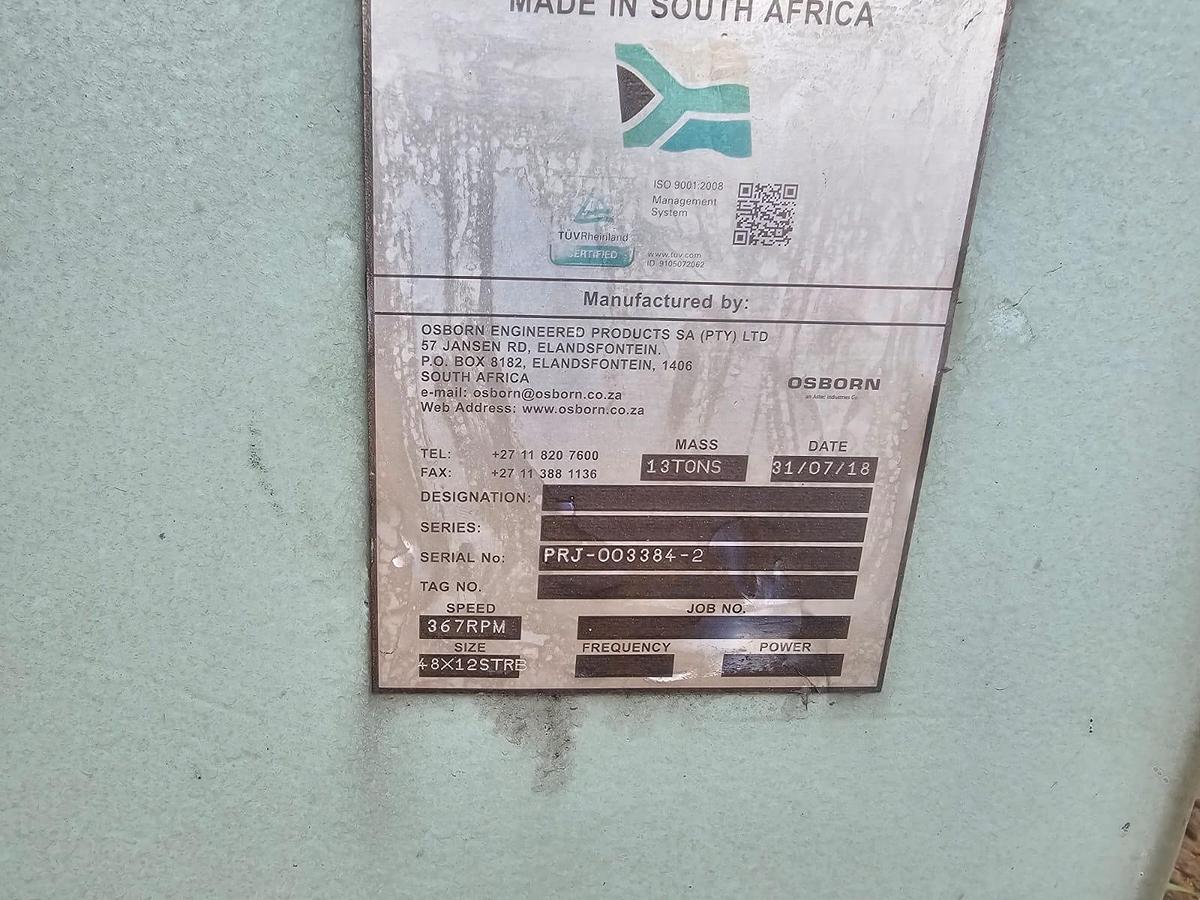 MADE IN SOUTH AFRICA
TÜVRheinland
CERTIFIED
ISO 9001:2008
Management
System
www.tuv.com
ID 9105072062
Manufactured by:
OSBORN ENGINEERED PRODUCTS SA (PTY) LTD
57 JANSEN RD, ELANDSFONTEIN.
P.O. BOX 8182, ELANDSFONTEIN, 1406
SOUTH AFRICA
e-mail: osborn@osborn.co.za
Web Address: www.osborn.co.za
OSBORN
an Astec Industries Co
TEL: +27 11 820 7600
FAX: +27 11 388 1136
MASS
13TONS
DATE
31/07/18
DESIGNATION:
SERIES:
SERIAL No: PRJ-003384-2
TAG NO.
SPEED
367RPM
JOB NO.
SIZE
48X12STRB
FREQUENCY
POWER